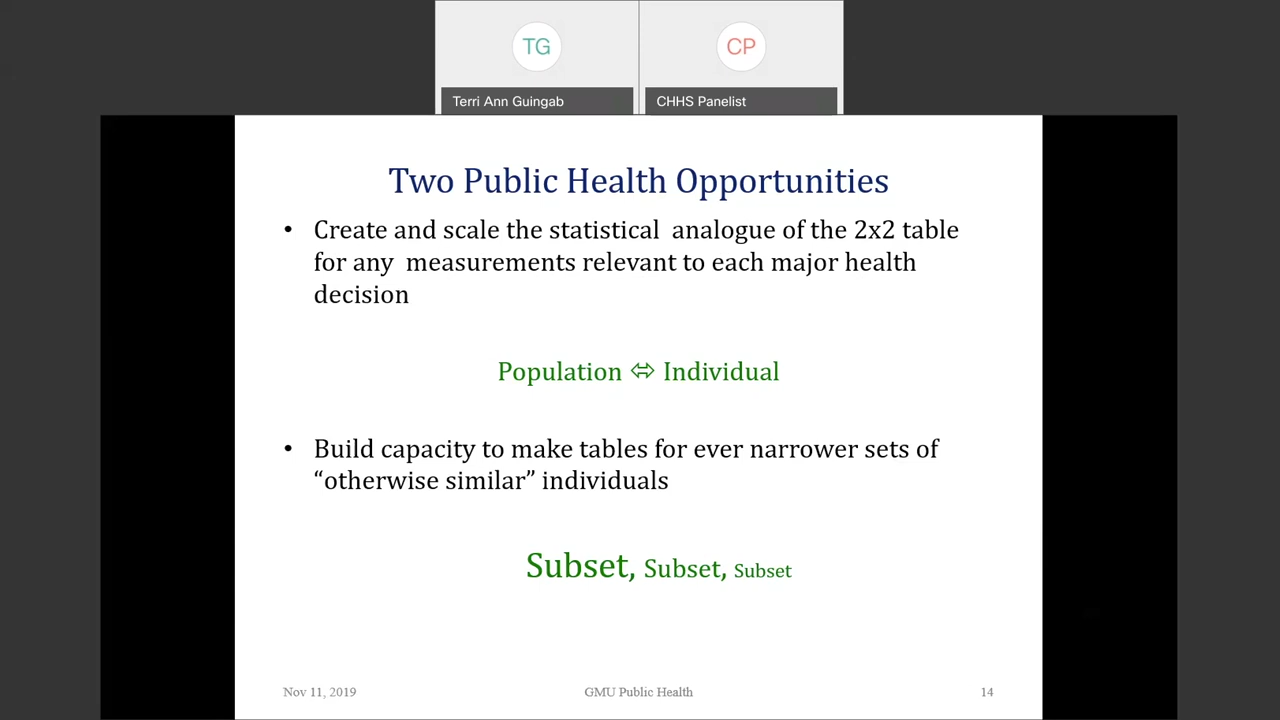 TG
CP
Terri Ann Guingab
CHHS Panelist
Two Public Health Opportunities
• Create and scale the statistical analogue of the 2x2 table
for any measurements relevant to each major health
decision
Population ⬄ Individual
• Build capacity to make tables for ever narrower sets of
“otherwise similar” individuals
Subset, Subset, Subset
Nov 11, 2019
GMU Public Health
14